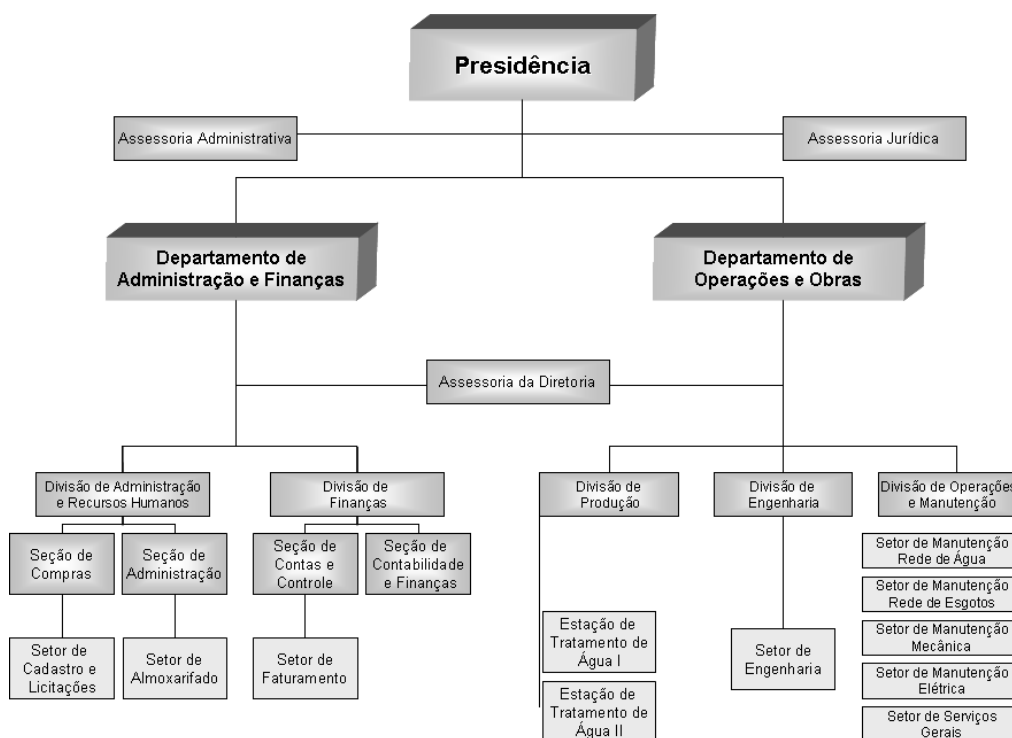 Presidência
Assessoria Administrativa
Assessoria Jurídica
Departamento de
Administração e Finanças
Departamento de
Operações e Obras
Assessoria da Diretoria
Divisão de Administração
e Recursos Humanos
Divisão de
Finanças
Divisão de
Produção
Divisão de
Engenharia
Divisão de Operações
e Manutenção
Seção de
Compras
Seção de
Administração
Seção de
Contas e
Controle
Seção de
Contabilidade
e Finanças
Setor de Manutenção
Rede de Água
Setor de Manutenção
Rede de Esgotos
Setor de Manutenção
Mecânica
Setor de Manutenção
Elétrica
Setor de Serviços
Gerais
Setor de
Cadastro e
Licitações
Setor de
Almoxarifado
Setor de
Faturamento
Estação de
Tratamento de
Água I
Estação de
Tratamento de
Água II
Setor de
Engenharia